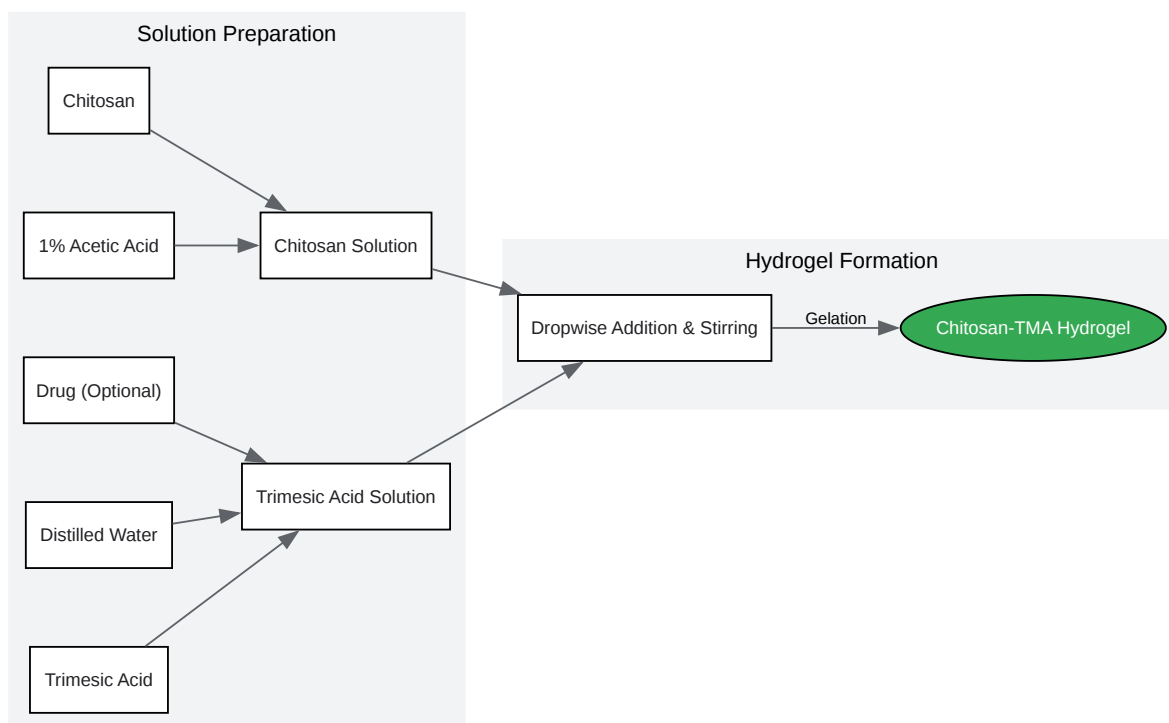 Solution Preparation
Chitosan
1% Acetic Acid
Chitosan Solution
Drug (Optional)
Trimesic Acid Solution
Distilled Water
Trimesic Acid
Hydrogel Formation
Dropwise Addition & Stirring
Gelation
Chitosan-TMA Hydrogel